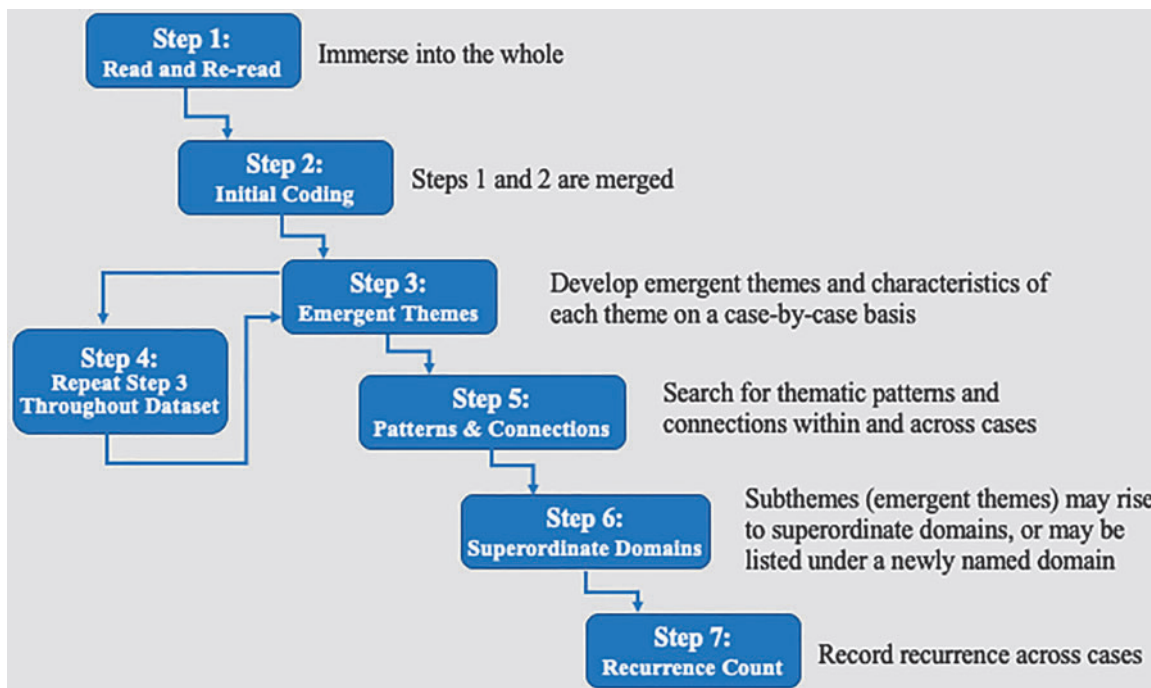 Step 1:
Read and Re-read
Immerse into the whole
Step 2:
Initial Coding
Steps 1 and 2 are merged
Step 3:
Emergent Themes
Develop emergent themes and characteristics of
each theme on a case-by-case basis
Step 4:
Repeat Step 3
Throughout Dataset
Step 5:
Patterns & Connections
Search for thematic patterns and
connections within and across cases
Step 6:
Superordinate Domains
Subthemes (emergent themes) may rise
to superordinate domains, or may be
listed under a newly named domain
Step 7:
Recurrence Count
Record recurrence across cases